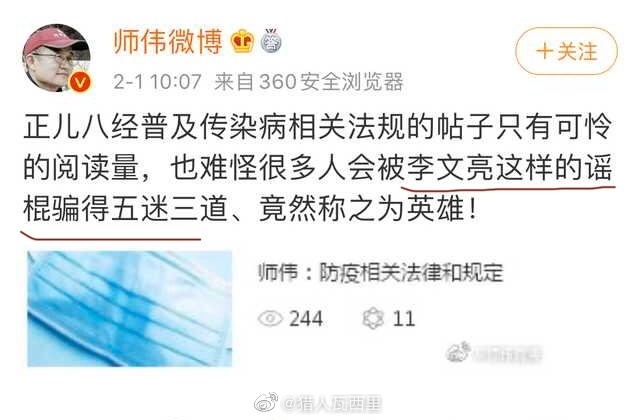 师伟微博
+关注
2-1 10:07 来自360安全浏览器
正儿八经普及传染病相关法规的帖子只有可怜
的阅读量，也难怪很多人会被李文亮这样的谣
棍骗得五迷三道、竟然称之为英雄！
师伟：防疫相关法律和规定
244 11
@猎人瓦西里